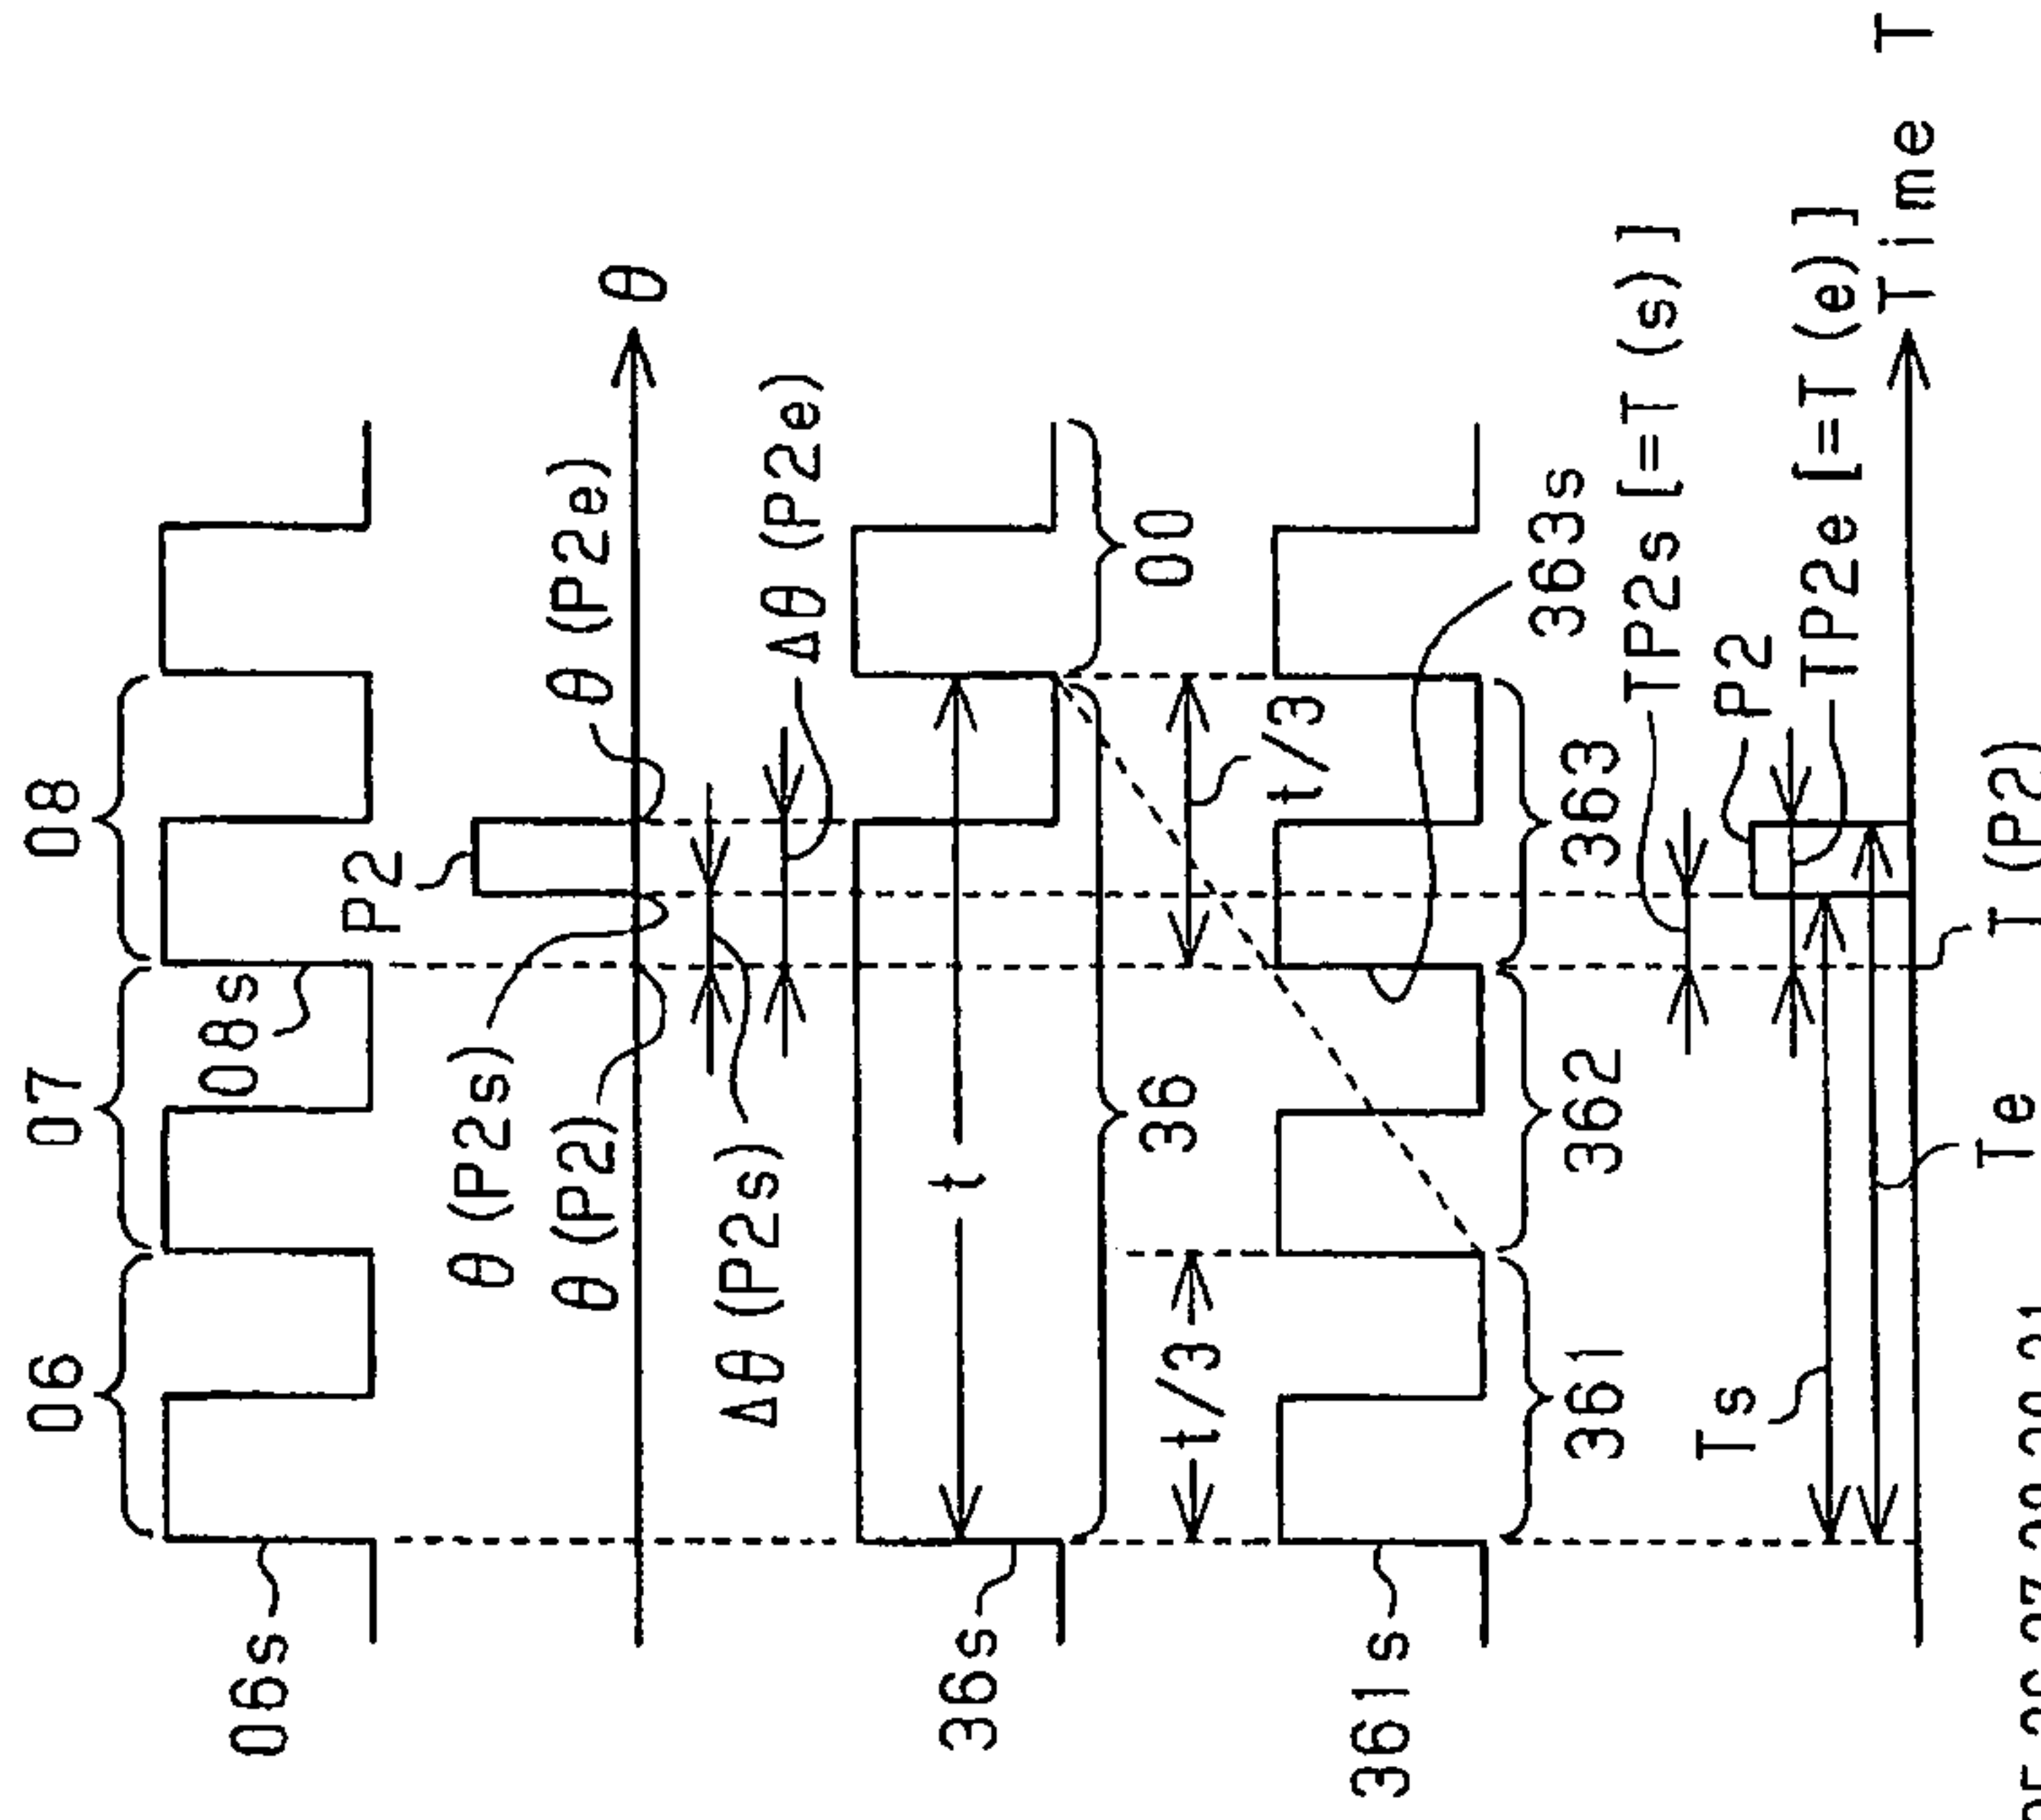 06
07
08
06s
08s
P2
θ (P2s)
θ (P2e)
θ (P2)
θ
Δθ (P2s)
Δθ (P2e)
36s
t
36
00
t/3
t/3
361s
361
362
363
363s
TP2s [=T (s)]
P2
TP2e [=T (e)]
Ts
Te
T (P2)
Time T